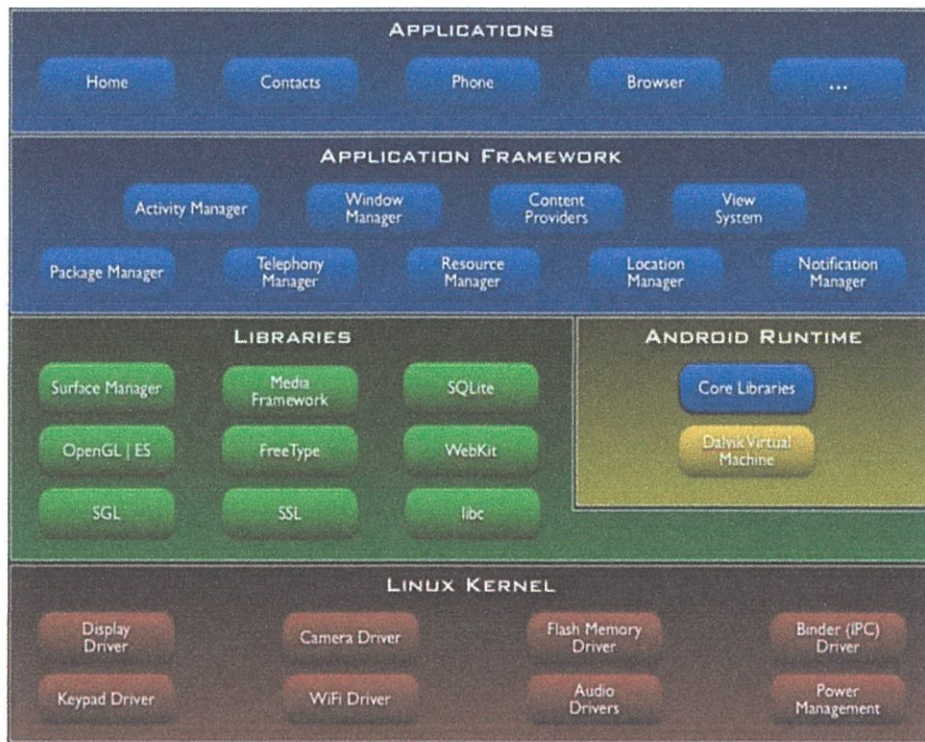 APPLICATIONS
Home
Contacts
Phone
Browser
...
APPLICATION FRAMEWORK
Activity Manager
Window
Manager
Content
Providers
View
System
Package Manager
Telephony
Manager
Resource
Manager
Location
Manager
Notification
Manager
LIBRARIES
Surface Manager
Media
Framework
SQLite
OpenGL | ES
FreeType
WebKit
SGL
SSL
libc
ANDROID RUNTIME
Core Libraries
Dalvik Virtual
Machine
LINUX KERNEL
Display
Driver
Camera Driver
Flash Memory
Driver
Binder (IPC)
Driver
Keypad Driver
WiFi Driver
Audio
Drivers
Power
Management